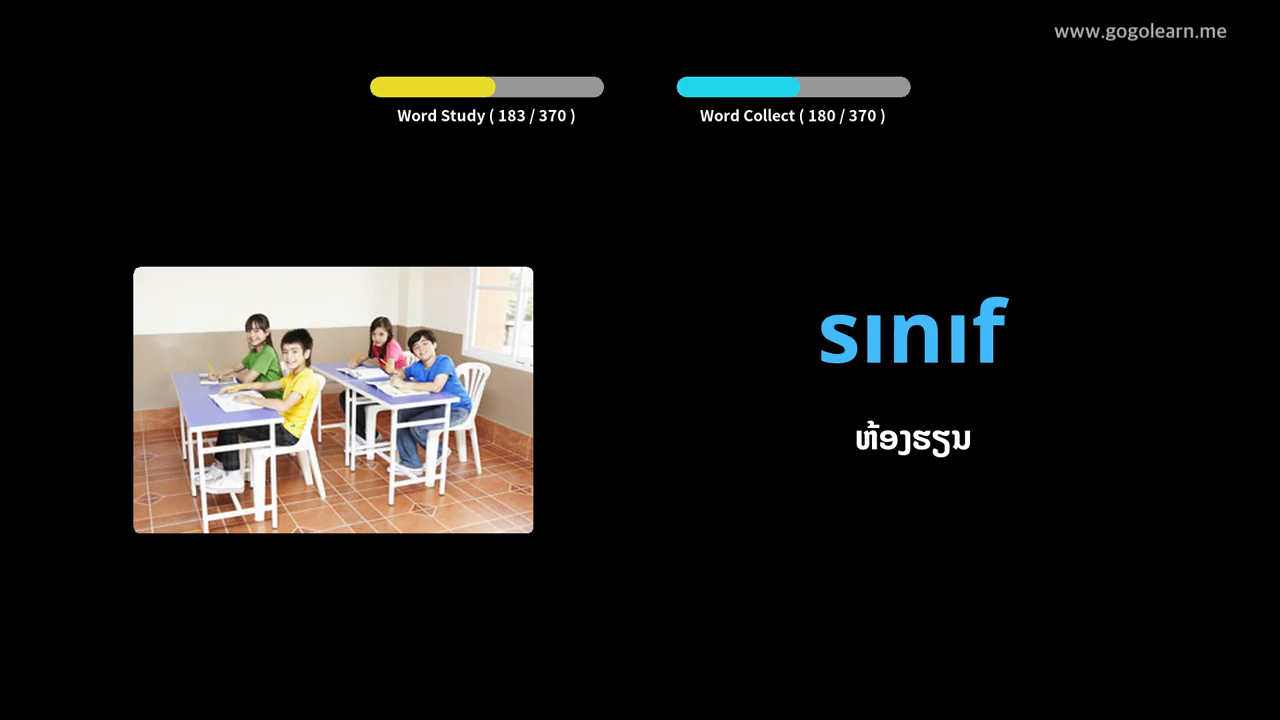 www.gogolearn.me
Word Study ( 183 / 370 )
Word Collect ( 180 / 370 )
sınıf
ຫ້ອງຮຽນ